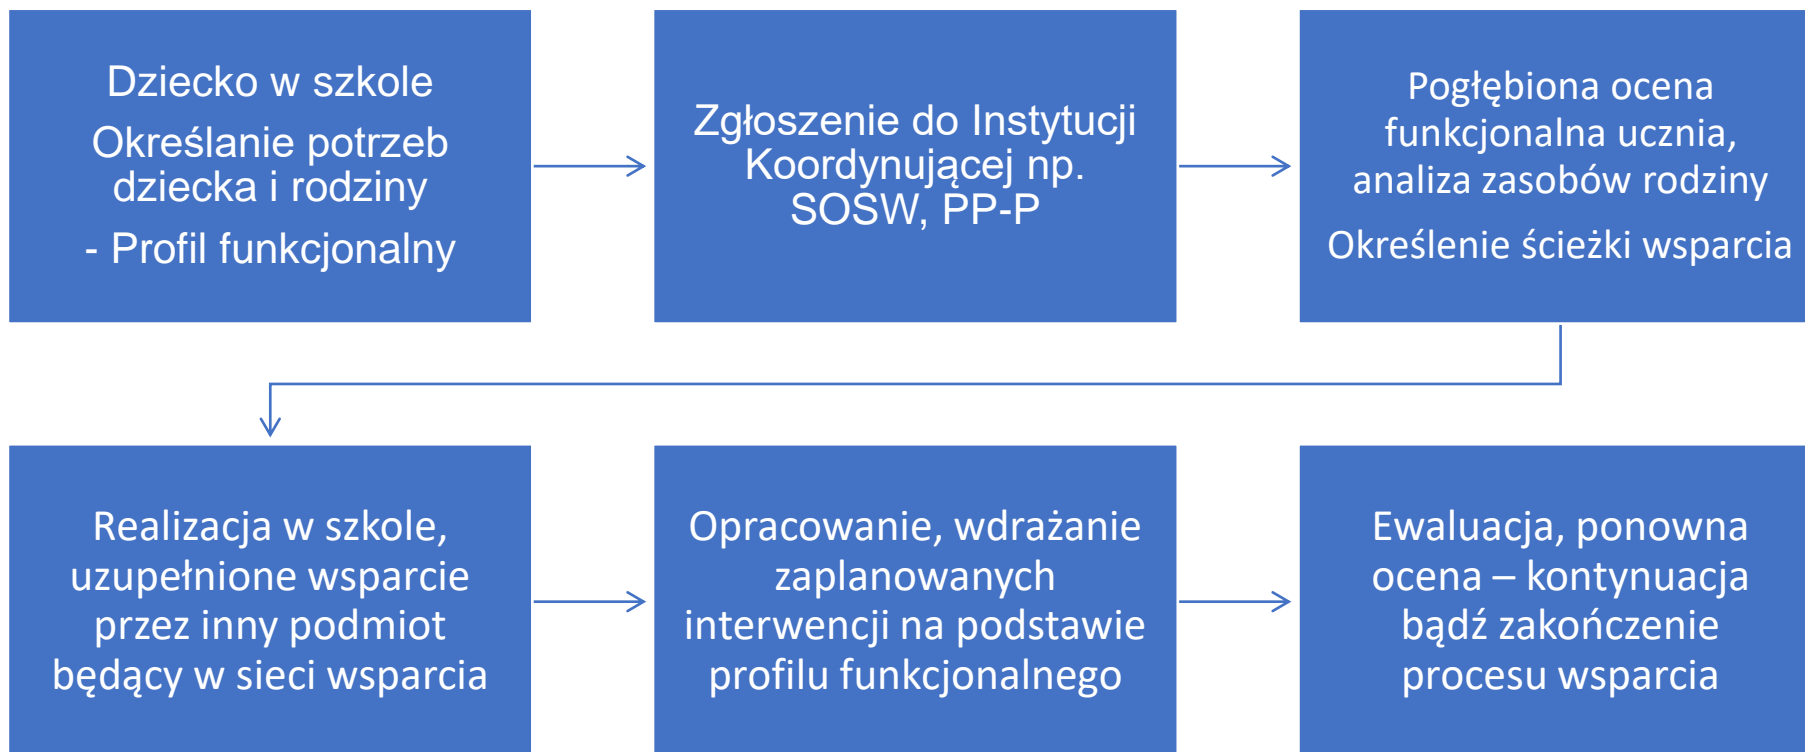 Dziecko w szkole
Określanie potrzeb
dziecka i rodziny
- Profil funkcjonalny
Zgłoszenie do Instytucji
Koordynującej np.
SOSW, PP-P
Pogłębiona ocena
funkcjonalna ucznia,
analiza zasobów rodziny
Określenie ścieżki wsparcia
Realizacja w szkole,
uzupełnione wsparcie
przez inny podmiot
będący w sieci wsparcia
Opracowanie, wdrażanie
zaplanowanych
interwencji na podstawie
profilu funkcjonalnego
Ewaluacja, ponowna
ocena – kontynuacja
bądź zakończenie
procesu wsparcia